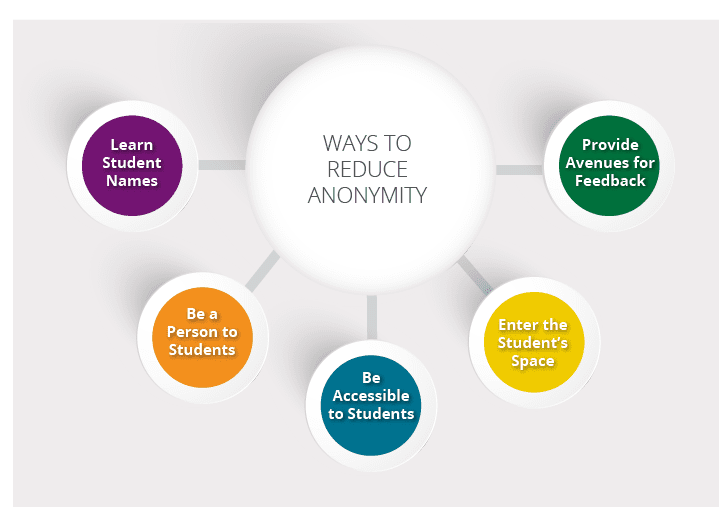 WAYS TO
REDUCE
ANONYMITY
Learn
Student
Names
Be a
Person to
Students
Be
Accessible
to Students
Enter the
Student’s
Space
Provide
Avenues for
Feedback